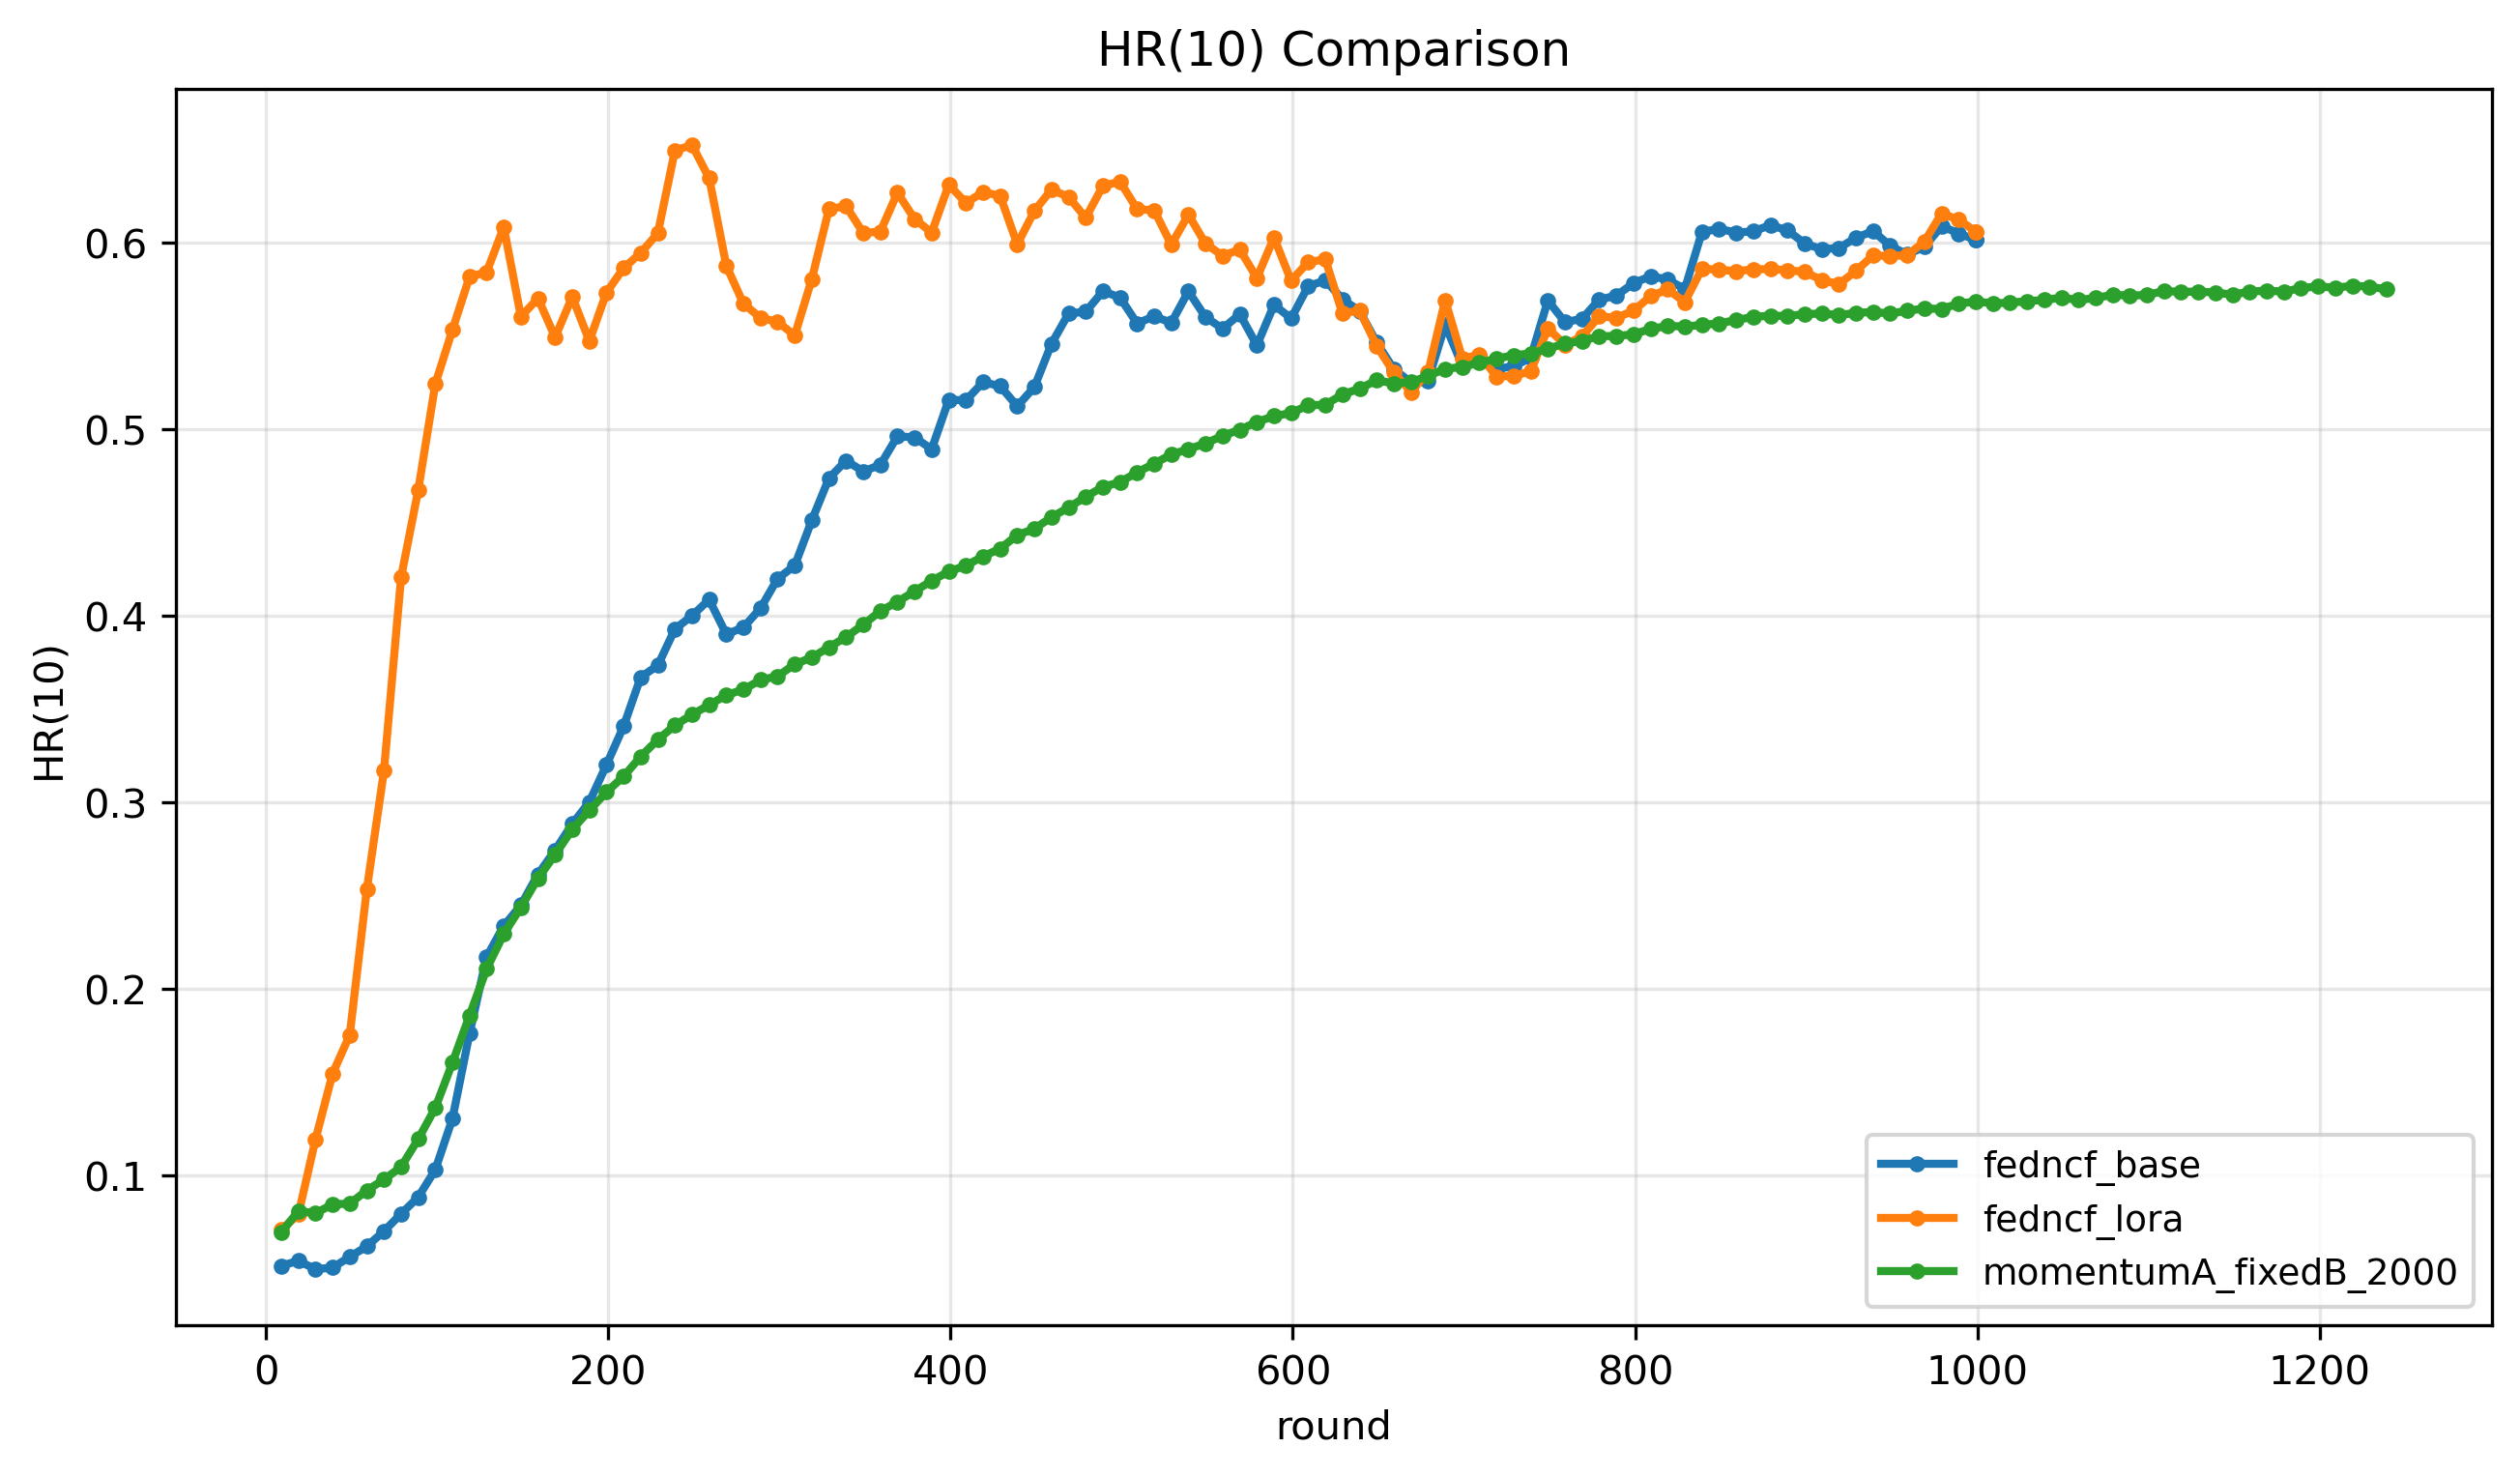 HR(10) Comparison
HR(10)
0.6
0.5
0.4
0.3
0.2
0.1
0 200 400 600 800 1000 1200
round
fedncf_base
fedncf_lora
momentumA_fixedB_2000